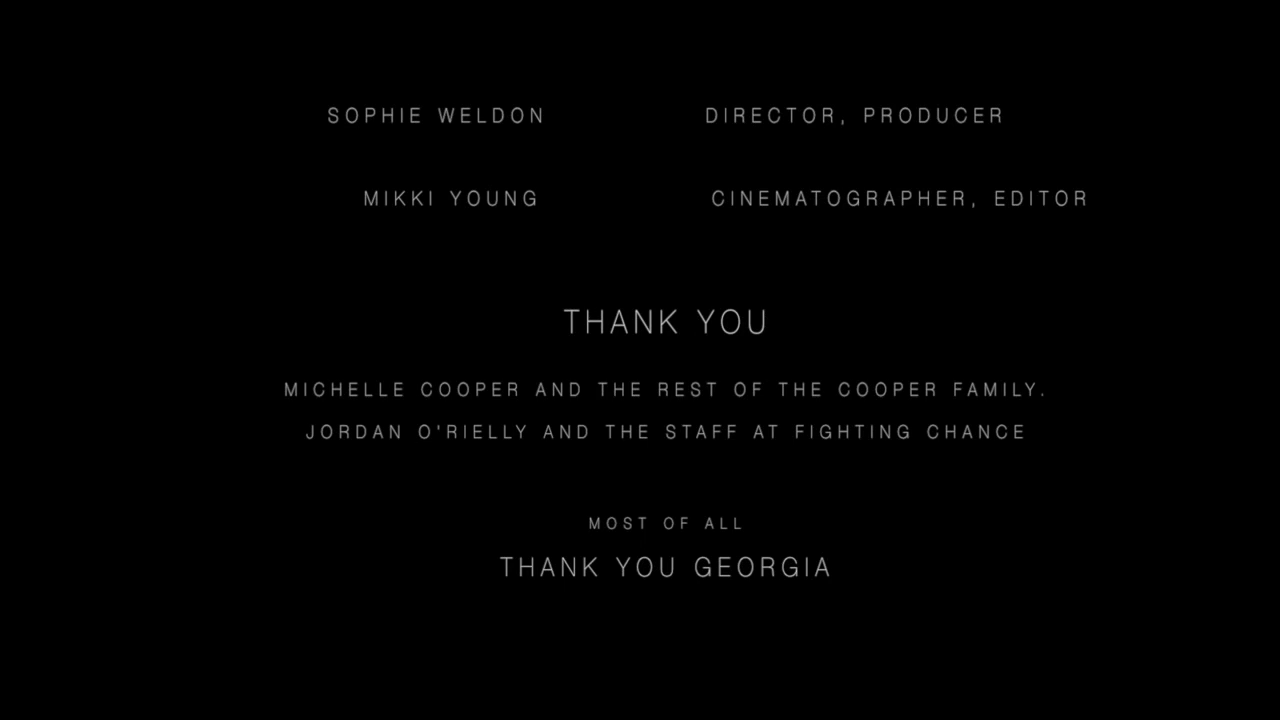 SOPHIE WELDON DIRECTOR, PRODUCER
MIKKI YOUNG CINEMATOGRAPHER, EDITOR
THANK YOU
MICHELLE COOPER AND THE REST OF THE COOPER FAMILY.
JORDAN O'RIELLY AND THE STAFF AT FIGHTING CHANCE
MOST OF ALL
THANK YOU GEORGIA